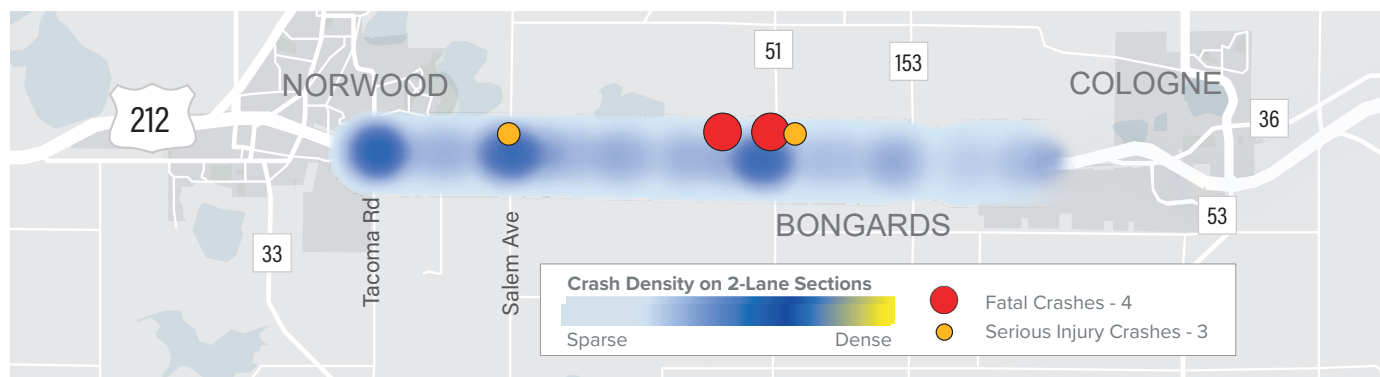 51
153
NORWOOD
COLOGNE
212
36
Tacoma Rd
Salem Ave
BONGARDS
53
33
Crash Density on 2-Lane Sections
Sparse
Dense
Fatal Crashes - 4
Serious Injury Crashes - 3